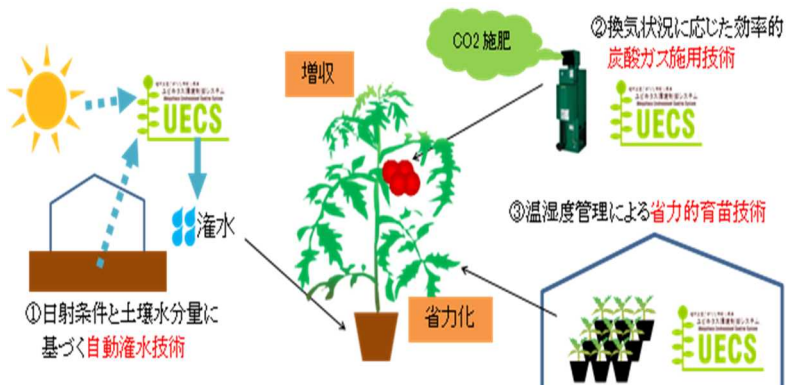 増収
CO2 施肥
②換気状況に応じた効率的
炭酸ガス施用技術
UECS
UECS
潅水
①日射条件と土壌水分量に
基づく自動潅水技術
③温湿度管理による省力的育苗技術
省力化
UECS